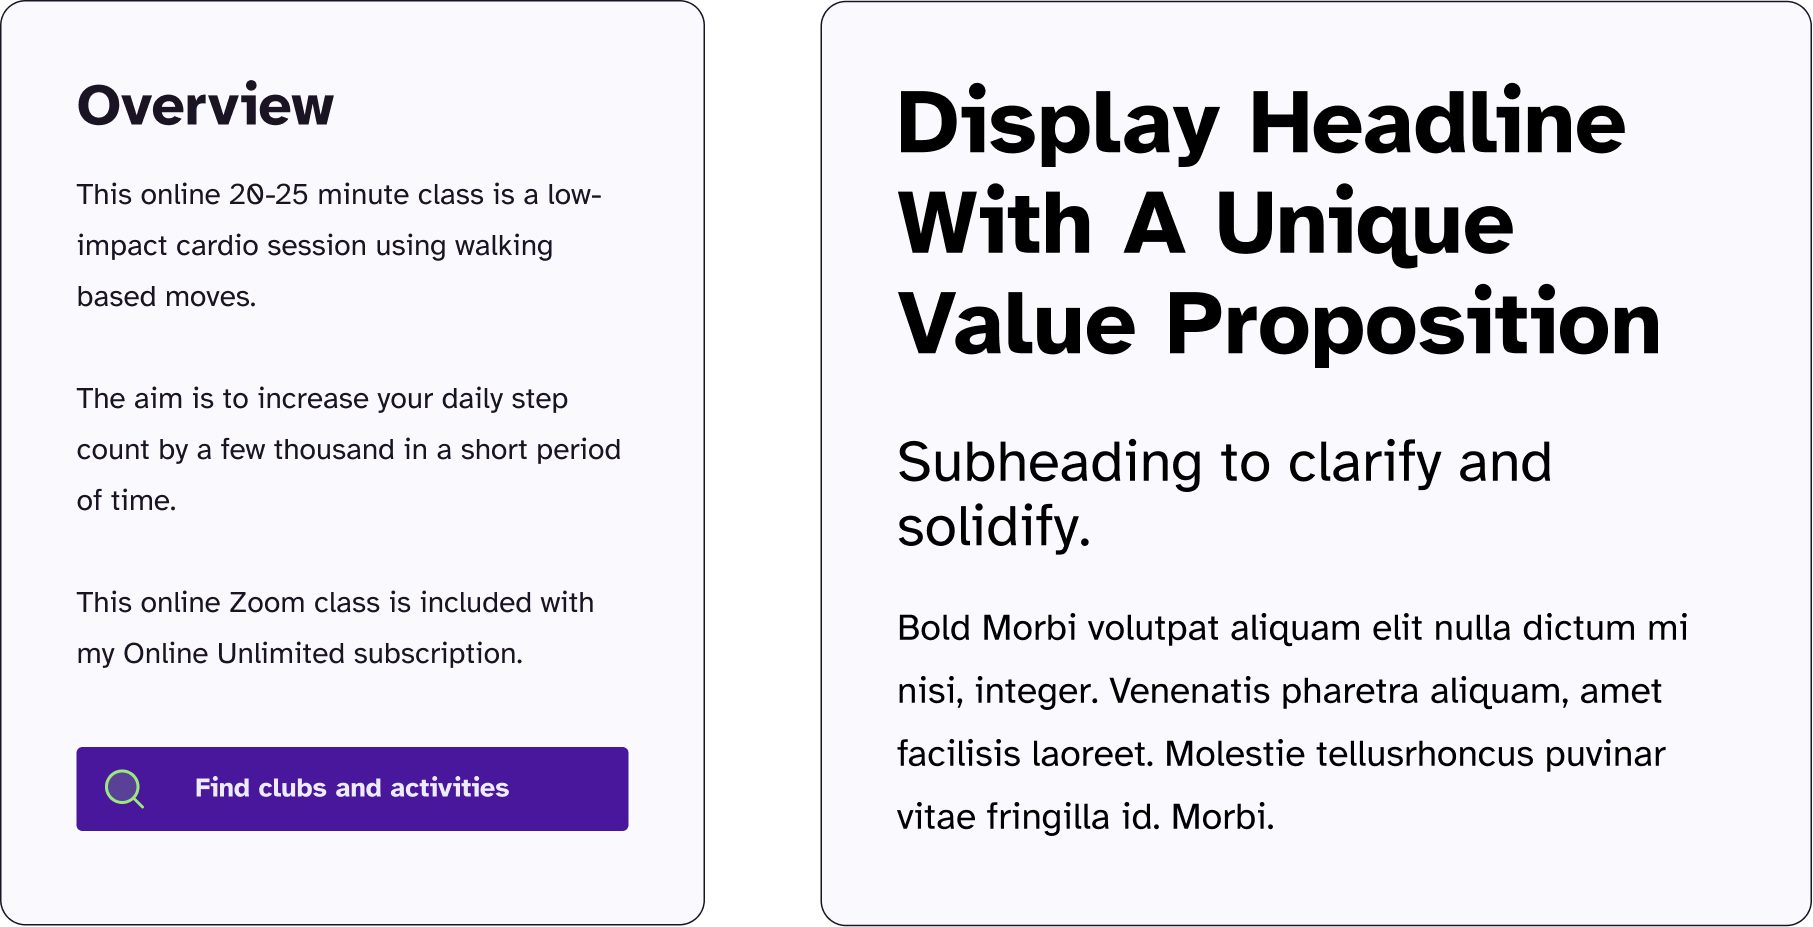 Overview
This online 20-25 minute class is a low-
impact cardio session using walking
based moves.
The aim is to increase your daily step
count by a few thousand in a short period
of time.
This online Zoom class is included with
my Online Unlimited subscription.
Find clubs and activities
Display Headline
With A Unique
Value Proposition
Subheading to clarify and
solidify.
Bold Morbi volutpat aliquam elit nulla dictum mi
nisi, integer. Venenatis pharetra aliquam, amet
facilisis laoreet. Molestie tellusrhoncus puvinar
vitae fringilla id. Morbi.